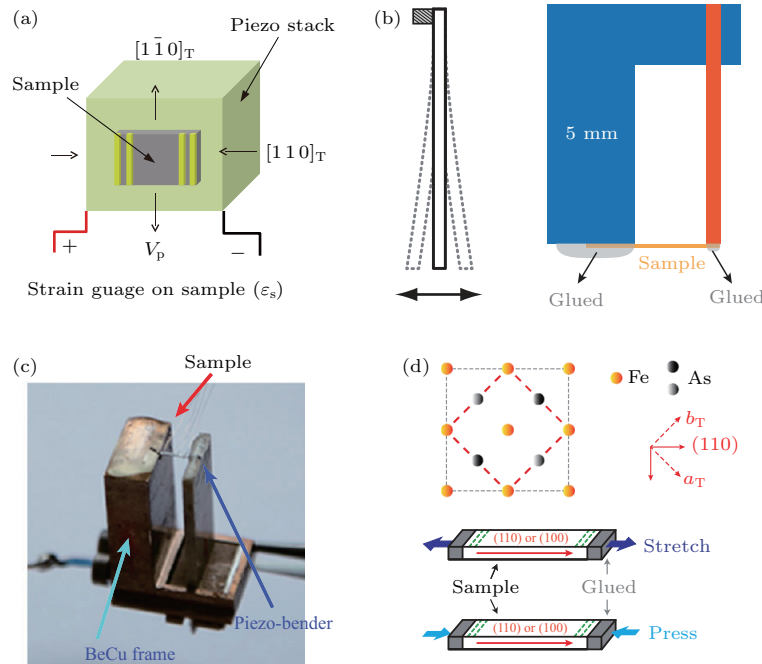 (a)
[1 1̄ 0]T
Piezo stack
Sample
[1 1 0]T
+
Vp
−
Strain guage on sample (εs)
(b)
5 mm
Sample
Glued
Glued
(c)
Sample
Piezo-bender
BeCu frame
(d)
Fe
As
bT
(110)
aT
(110) or (100)
Stretch
Sample
Glued
(110) or (100)
Press